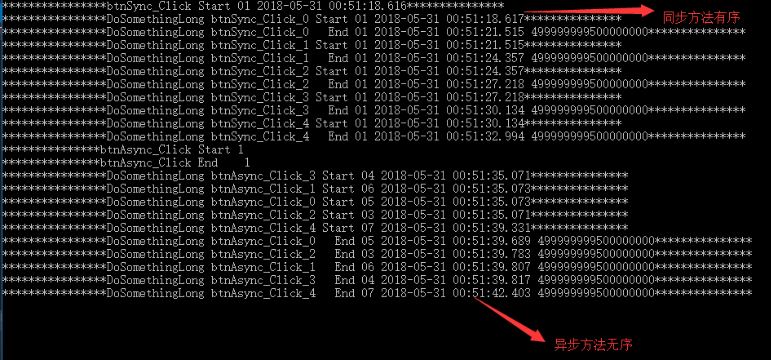 ****************btnSync_Click Start 01 2018-05-31 00:51:18.616***************
****************DoSomethingLong btnSync_Click_0 Start 01 2018-05-31 00:51:18.617***************
同步方法有序
****************DoSomethingLong btnSync_Click_0   End 01 2018-05-31 00:51:21.515 499999999500000000***************
****************DoSomethingLong btnSync_Click_1 Start 01 2018-05-31 00:51:21.515***************
****************DoSomethingLong btnSync_Click_1   End 01 2018-05-31 00:51:24.357 499999999500000000***************
****************DoSomethingLong btnSync_Click_2 Start 01 2018-05-31 00:51:24.357***************
****************DoSomethingLong btnSync_Click_2   End 01 2018-05-31 00:51:27.218 499999999500000000***************
****************DoSomethingLong btnSync_Click_3 Start 01 2018-05-31 00:51:27.218***************
****************DoSomethingLong btnSync_Click_3   End 01 2018-05-31 00:51:30.134 499999999500000000***************
****************DoSomethingLong btnSync_Click_4 Start 01 2018-05-31 00:51:30.134***************
****************DoSomethingLong btnSync_Click_4   End 01 2018-05-31 00:51:32.994 499999999500000000***************
***************btnAsync_Click Start 1
***************btnAsync_Click End    1
****************DoSomethingLong btnAsync_Click_3 Start 04 2018-05-31 00:51:35.071***************
****************DoSomethingLong btnAsync_Click_1 Start 06 2018-05-31 00:51:35.071***************
****************DoSomethingLong btnAsync_Click_0 Start 05 2018-05-31 00:51:35.071***************
****************DoSomethingLong btnAsync_Click_2 Start 03 2018-05-31 00:51:35.071***************
****************DoSomethingLong btnAsync_Click_4 Start 07 2018-05-31 00:51:39.331***************
****************DoSomethingLong btnAsync_Click_0   End 05 2018-05-31 00:51:39.689 499999999500000000***************
****************DoSomethingLong btnAsync_Click_2   End 03 2018-05-31 00:51:39.783 499999999500000000***************
****************DoSomethingLong btnAsync_Click_1   End 06 2018-05-31 00:51:39.807 499999999500000000***************
****************DoSomethingLong btnAsync_Click_3   End 04 2018-05-31 00:51:39.817 499999999500000000***************
****************DoSomethingLong btnAsync_Click_4   End 07 2018-05-31 00:51:42.403 499999999500000000***************
异步方法无序